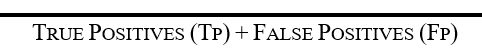 TRUE POSITIVES (TP) + FALSE POSITIVES (FP)